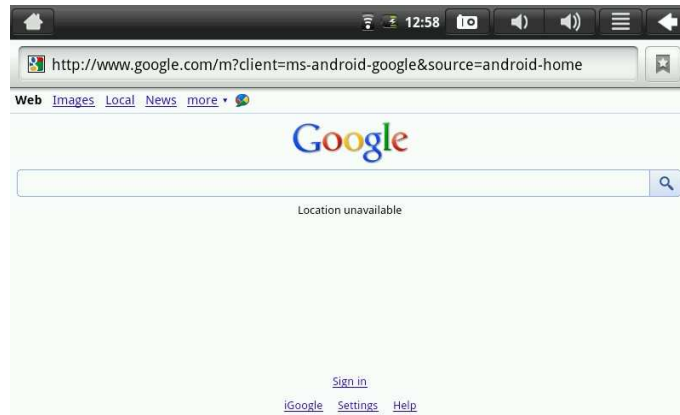 12:58
http://www.google.com/m?client=ms-android-google&source=android-home
Web Images Local News more
Google
Location unavailable
Sign in
iGoogle Settings Help